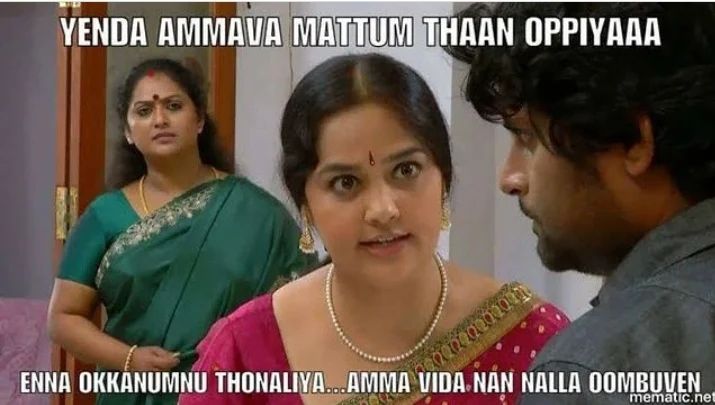 YENDA AMMAVA MATTUM THAAN OPPIYAAA
ENNA OKKANUMNU THONALIYA...AMMA VIDA NAN NALLA OOMBUVEN
mematic.net